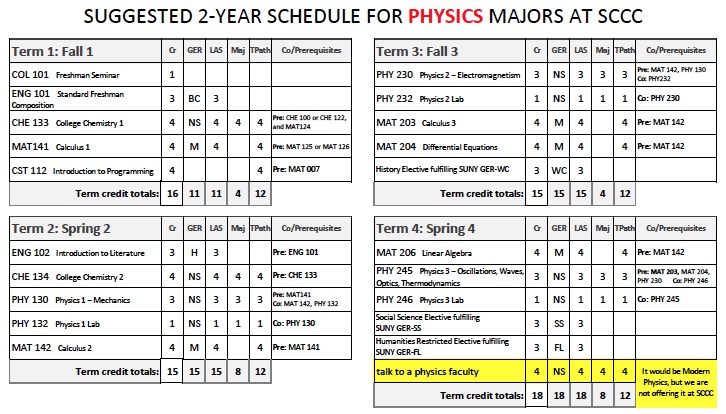 SUGGESTED 2-YEAR SCHEDULE FOR PHYSICS MAJORS AT SCCC
Term 1: Fall 1 Cr GER LAS Maj TPath Co/Prerequisites
COL 101 Freshman Seminar 1
ENG 101 Standard Freshman
Composition 3 BC 3
CHE 133 College Chemistry 1 4 NS 4 4 4 Pre: CHE 100 or CHE 122,
and MAT124
MAT141 Calculus 1 4 M 4 4 Pre: MAT 125 or MAT 126
CST 112 Introduction to Programming 4 4 Pre: MAT 007
Term credit totals: 16 11 11 4 12
Term 2: Spring 2 Cr GER LAS Maj TPath Co/Prerequisites
ENG 102 Introduction to Literature 3 H 3 Pre: ENG 101
CHE 134 College Chemistry 2 4 NS 4 4 4 Pre: CHE 133
PHY 130 Physics 1 – Mechanics 3 NS 3 3 3 Pre: MAT141
Co: MAT 142, PHY 132
PHY 132 Physics 1 Lab 1 NS 1 1 1 Co: PHY 130
MAT 142 Calculus 2 4 M 4 4 Pre: MAT 141
Term credit totals: 15 15 15 8 12
Term 3: Fall 3 Cr GER LAS Maj TPath Co/Prerequisites
PHY 230 Physics 2 – Electromagnetism 3 NS 3 3 3 Pre: MAT 142, PHY 130
Co: PHY232
PHY 232 Physics 2 Lab 1 NS 1 1 1 Co: PHY 230
MAT 203 Calculus 3 4 M 4 4 Pre: MAT 142
MAT 204 Differential Equations 4 M 4 4 Pre: MAT 142
History Elective fulfilling SUNY GER-WC 3 WC 3
Term credit totals: 15 15 15 4 12
Term 4: Spring 4 Cr GER LAS Maj TPath Co/Prerequisites
MAT 206 Linear Algebra 4 M 4 4 Pre: MAT 142
PHY 245 Physics 3 – Oscillations, Waves,
Optics, Thermodynamics 3 NS 3 3 3 Pre: MAT 203, MAT 204,
PHY 230 Co: PHY 246
PHY 246 Physics 3 Lab 1 NS 1 1 1 Co: PHY 245
Social Science Elective fulfilling
SUNY GER-SS 3 SS 3
Humanities Restricted Elective fulfilling
SUNY GER-FL 3 FL 3
talk to a physics faculty 4 NS 4 4 4 It would be Modern
Physics, but we are
not offering it at SCCC
Term credit totals: 18 18 18 8 12